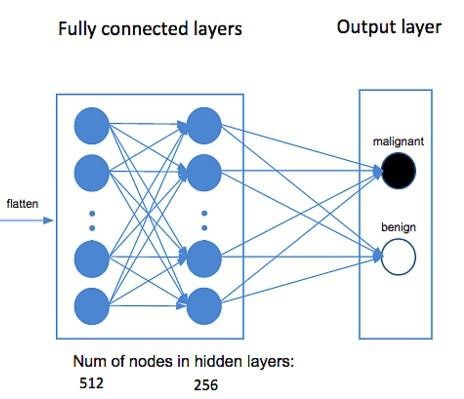 Fully connected layers
Output layer
malignant
flatten
benign
Num of nodes in hidden layers:
512 256